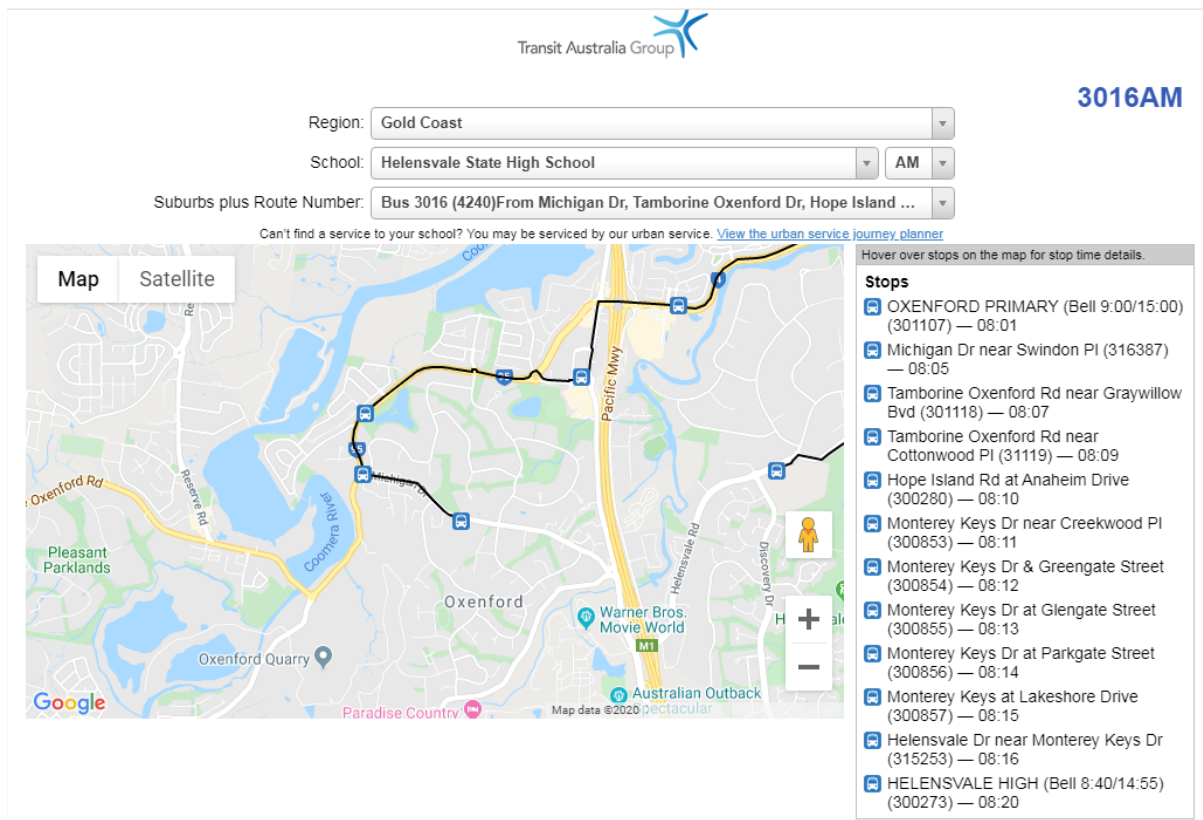 Transit Australia Group
3016AM
Region: Gold Coast
School: Helensvale State High School AM
Suburbs plus Route Number: Bus 3016 (4240)From Michigan Dr, Tamborine Oxenford Dr, Hope Island ...
Can't find a service to your school? You may be serviced by our urban service. View the urban service journey planner
Map Satellite
Pacific Mwy
Michigan Dr
Oxenford Rd
Reserve Rd
Coomera River
Pleasant
Parklands
Helensvale Rd
Discovery Dr
Oxenford
Warner Bros.
Movie World
M1
Oxenford Quarry
Australian Outback
Spectacular
Paradise Country
Google
Map data ©2020
Hover over stops on the map for stop time details.
Stops
OXENFORD PRIMARY (Bell 9:00/15:00)
(301107) — 08:01
Michigan Dr near Swindon Pl (316387)
— 08:05
Tamborine Oxenford Rd near Graywillow
Bvd (301118) — 08:07
Tamborine Oxenford Rd near
Cottonwood Pl (31119) — 08:09
Hope Island Rd at Anaheim Drive
(300280) — 08:10
Monterey Keys Dr near Creekwood Pl
(300853) — 08:11
Monterey Keys Dr & Greengate Street
(300854) — 08:12
Monterey Keys Dr at Glengate Street
(300855) — 08:13
Monterey Keys Dr at Parkgate Street
(300856) — 08:14
Monterey Keys at Lakeshore Drive
(300857) — 08:15
Helensvale Dr near Monterey Keys Dr
(315253) — 08:16
HELENSVALE HIGH (Bell 8:40/14:55)
(300273) — 08:20